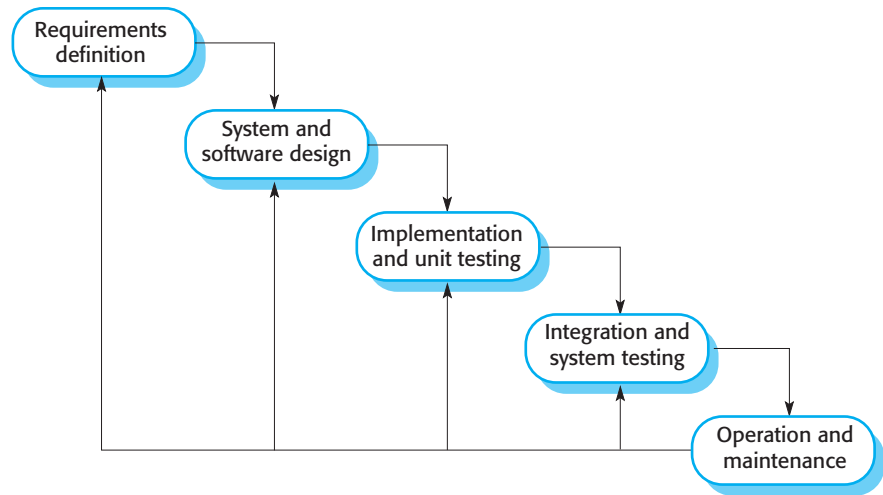 Requirements
definition
System and
software design
Implementation
and unit testing
Integration and
system testing
Operation and
maintenance